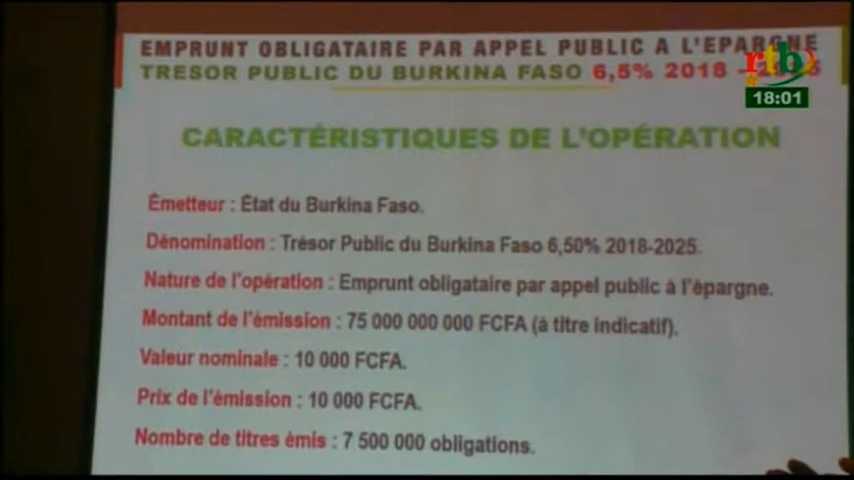 EMPRUNT OBLIGATAIRE PAR APPEL PUBLIC A L'EPARGNE
TRESOR PUBLIC DU BURKINA FASO 6,5% 2018 -
rtb
18:01
CARACTÉRISTIQUES DE L'OPÉRATION
Émetteur : État du Burkina Faso.
Dénomination : Trésor Public du Burkina Faso 6,50% 2018-2025.
Nature de l'opération : Emprunt obligataire par appel public à l'épargne.
Montant de l'émission : 75 000 000 000 FCFA (à titre indicatif).
Valeur nominale : 10 000 FCFA.
Prix de l'émission : 10 000 FCFA.
Nombre de titres émis : 7 500 000 obligations.